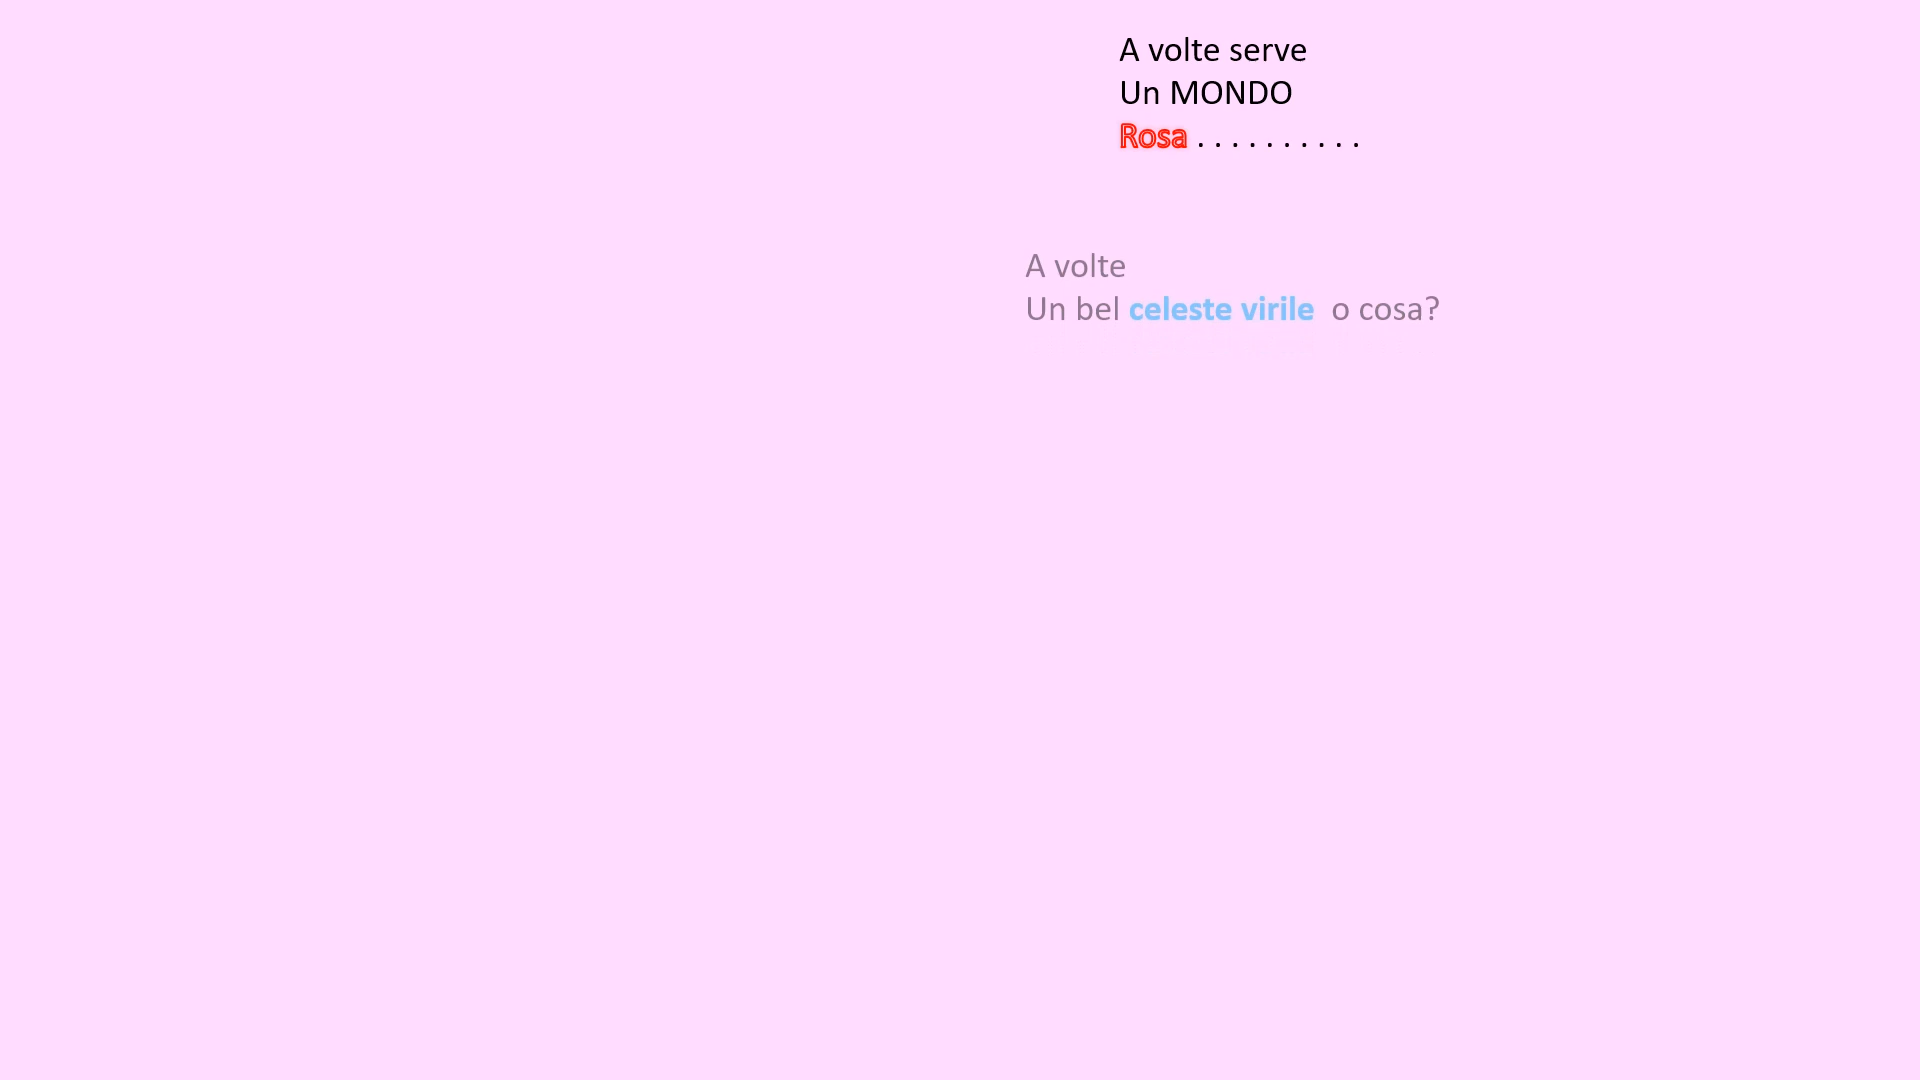 A volte serve
Un MONDO
Rosa . . . . . . . . . .
A volte
Un bel celeste virile  o cosa?